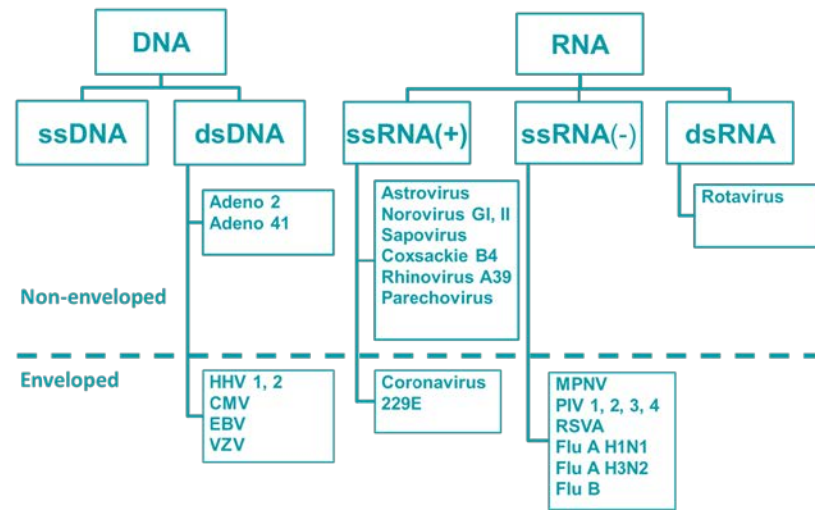 DNA
RNA
ssDNA
dsDNA
ssRNA(+)
ssRNA(-)
dsRNA
Adeno 2
Adeno 41
Astrovirus
Norovirus GI, II
Sapovirus
Coxsackie B4
Rhinovirus A39
Parechovirus
Rotavirus
Non-enveloped
Enveloped
HHV 1, 2
CMV
EBV
VZV
Coronavirus
229E
MPNV
PIV 1, 2, 3, 4
RSVA
Flu A H1N1
Flu A H3N2
Flu B